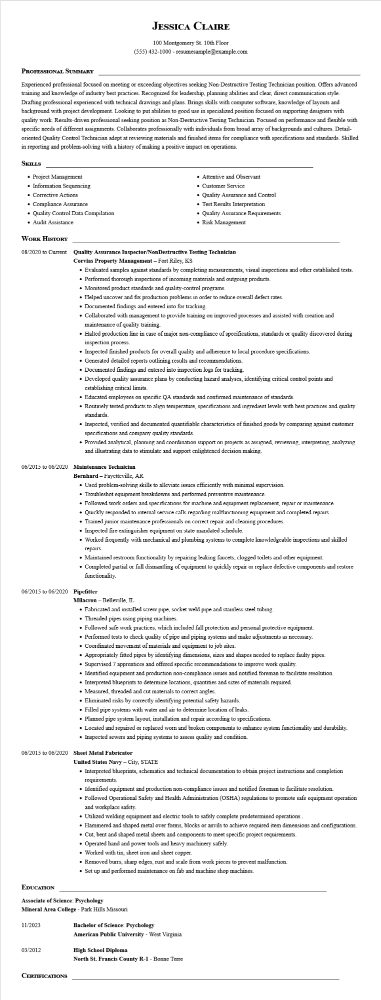 Jessica Claire
100 Montgomery St. 10th Floor
(555) 432-1000 - resumesample@example.com
Professional Summary
Experienced professional focused on meeting or exceeding objectives seeking Non-Destructive Testing Technician position. Offers advanced
training and knowledge of industry best practices. Recognized for leadership, planning abilities and clear, direct communication style.
Drafting professional experienced with technical drawings and plans. Brings skills with computer software, knowledge of layouts and
background with project development. Looking to put abilities to good use in specialized position focused on supporting designers with
quality work. Results-driven professional seeking position as Non-Destructive Testing Technician. Focused on performance and flexible with
specific needs of different assignments. Collaborates professionally with individuals from broad array of backgrounds and cultures. Detail-
oriented Quality Control Technician adept at reviewing materials and finished items for compliance with specifications and standards. Skilled
in reporting and problem-solving with a history of making a positive impact on operations.
Skills
• Project Management
• Information Sequencing
• Corrective Actions
• Compliance Assurance
• Quality Control Data Compilation
• Audit Assistance
• Attentive and Observant
• Customer Service
• Quality Assurance and Control
• Test Results Interpretation
• Quality Assurance Requirements
• Risk Management
Work History
08/2020 to Current Quality Assurance Inspector/NonDestructive Testing Technician
Corvias Property Management – Fort Riley, KS
• Evaluated samples against standards by completing measurements, visual inspections and other established tests.
• Performed thorough inspections of incoming materials and outgoing products.
• Monitored product standards and quality-control programs.
• Helped uncover and fix production problems in order to reduce overall defect rates.
• Documented findings and entered into for tracking.
• Collaborated with management to provide training on improved processes and assisted with creation and
maintenance of quality training.
• Halted production line in case of major non-compliance of specifications, standards or quality discovered during
inspection process.
• Inspected finished products for overall quality and adherence to local procedure specifications.
• Generated detailed reports outlining results and recommendations.
• Documented findings and entered into inspection logs for tracking.
• Developed quality assurance plans by conducting hazard analyses, identifying critical control points and
establishing critical limits.
• Educated employees on specific QA standards and confirmed maintenance of standards.
• Routinely tested products to align temperature, specifications and ingredient levels with best practices and quality
standards.
• Inspected, verified and documented quantifiable characteristics of finished goods by comparing against customer
specifications and company quality standards.
• Provided analytical, planning and coordination support on projects as assigned, reviewing, interpreting, analyzing
and illustrating data to stimulate and support enlightened decision making.
06/2015 to 06/2020 Maintenance Technician
Bernhard – Fayetteville, AR
• Used problem-solving skills to alleviate issues efficiently with minimal supervision.
• Troubleshot equipment breakdowns and performed preventive maintenance.
• Followed work orders and specifications for machine and equipment replacement, repair or maintenance.
• Quickly responded to internal service calls regarding malfunctioning equipment and completed repairs.
• Trained junior maintenance professionals on correct repair and cleaning procedures.
• Inspected fire extinguisher equipment on state-mandated schedule.
• Worked frequently with mechanical and plumbing systems to complete knowledgeable inspections and skilled
repairs.
• Maintained restroom functionality by repairing leaking faucets, clogged toilets and other equipment.
• Completed partial or full dismantling of equipment to quickly repair or replace defective components and restore
functionality.
06/2015 to 06/2020 Pipefitter
Milacron – Belleville, IL
• Fabricated and installed screw pipe, socket weld pipe and stainless steel tubing.
• Threaded pipes using piping machines.
• Followed safe work practices, which included fall protection and personal protective equipment.
• Performed tests to check quality of pipe and piping systems and make adjustments as necessary.
• Coordinated movement of materials and equipment to job sites.
• Appropriately fitted pipes by identifying dimensions, sizes and shapes needed to replace faulty pipes.
• Supervised 7 apprentices and offered specific recommendations to improve work quality.
• Identified equipment and production non-compliance issues and notified foreman to facilitate resolution.
• Interpreted blueprints to determine locations, quantities and sizes of materials required.
• Measured, threaded and cut materials to correct angles.
• Eliminated risks by correctly identifying potential safety hazards.
• Filled pipe systems with water and air to determine location of leaks.
• Planned pipe system layout, installation and repair according to specifications.
• Located and repaired or replaced worn and broken components to enhance system functionality and durability.
• Inspected sewers and piping systems to assess quality and condition.
06/2015 to 06/2020 Sheet Metal Fabricator
United States Navy – City, STATE
• Interpreted blueprints, schematics and technical documentation to obtain project instructions and completion
requirements.
• Identified equipment and production non-compliance issues and notified foreman to facilitate resolution.
• Followed Operational Safety and Health Administration (OSHA) regulations to promote safe equipment operation
and workplace safety.
• Utilized welding equipment and electric tools to safely complete predetermined operations .
• Hammered and shaped metal over forms, blocks or anvils to achieve required item dimensions and configurations.
• Cut, bent and shaped metal sheets and components to meet specific project requirements.
• Operated hand and power tools and heavy machinery safely.
• Worked with tin, sheet iron and sheet copper.
• Removed burrs, sharp edges, rust and scale from work pieces to prevent malfunction.
• Set up and performed maintenance on fab and machine shop machines.
Education
Associate of Science: Psychology
Mineral Area College - Park Hills Missouri
11/2023 Bachelor of Science: Psychology
American Public University - West Virginia
03/2012 High School Diploma
North St. Francis County R-1 - Bonne Terre
Certifications